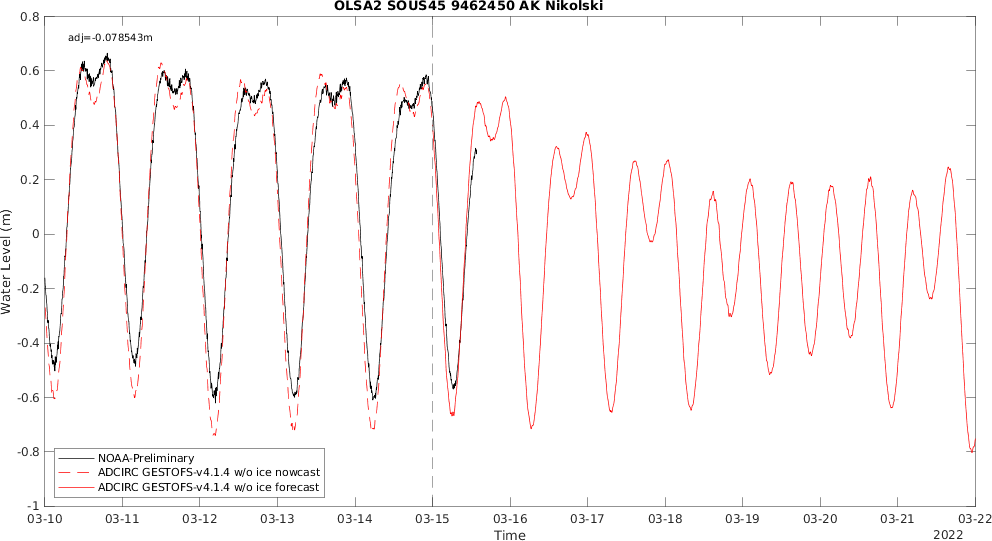 OLSA2 SOUS45 9462450 AK Nikolski
adj=-0.078543m
Water Level (m)
0.8
0.6
0.4
0.2
0
-0.2
-0.4
-0.6
-0.8
-1
NOAA-Preliminary
ADCIRC GESTOFS-v4.1.4 w/o ice nowcast
ADCIRC GESTOFS-v4.1.4 w/o ice forecast
03-10 03-11 03-12 03-13 03-14 03-15 03-16 03-17 03-18 03-19 03-20 03-21 03-22
Time
2022